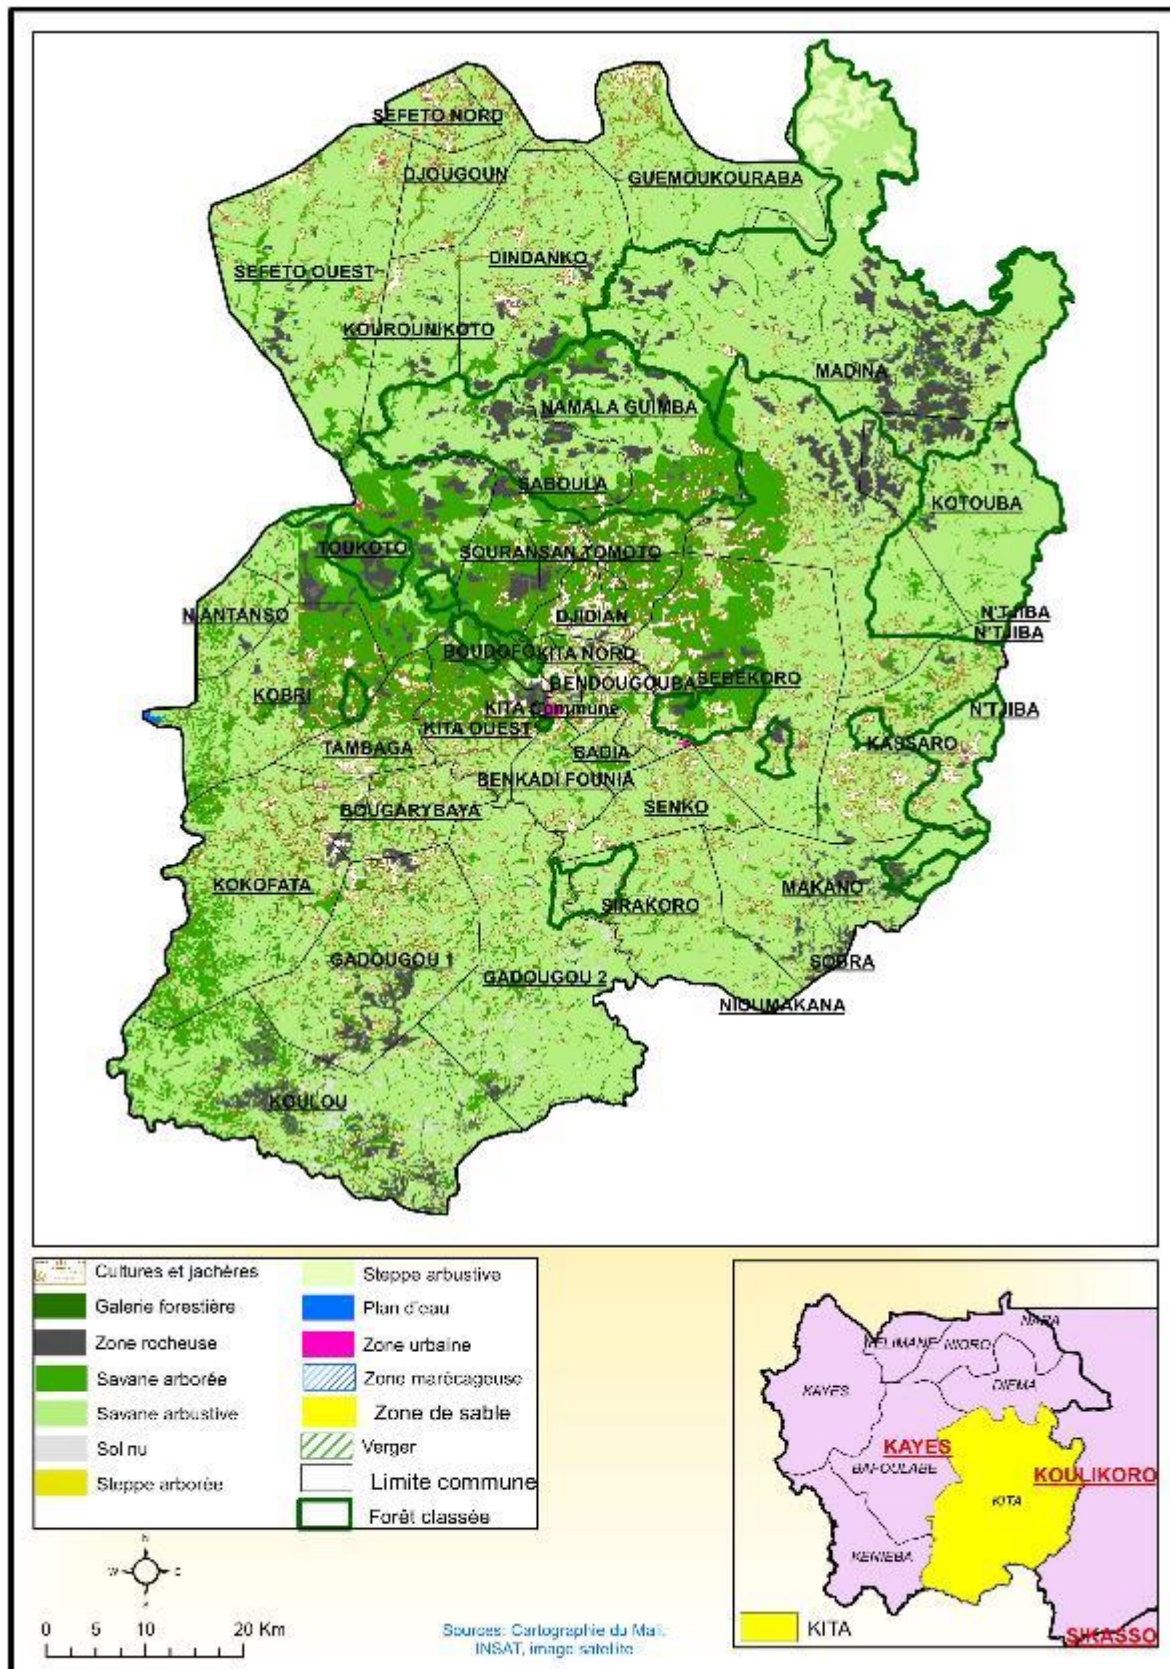 SEFETO NORD
DJOUGOUN
GUEMOUKOURABA
DINDANKO
SEFETO OUEST
KOUROUNIKOTO
MADINA
NAMALA GUIMBA
SABOULA
KOTOUBA
TOUKOTO
SOURANSAN TOMOTO
NIANTANSO
DJIDIAN
N'TJIBA
N'TJIBA
BOUDOFO
KITA NORD
BENDOUGOUBA
SEBEKORO
KOBRI
KITA Commune
N'TJIBA
KITA OUEST
KASSARO
TAMBAGA
BADIA
BENKADI FOUNIA
BOUGARYBAYA
SENKO
KOKOFATA
MAKANO
SIRAKORO
GADOUGOU 1
SOBRA
GADOUGOU 2
NIOUMAKANA
KOULOU
Cultures et jachères
Galerie forestière
Zone rocheuse
Savane arborée
Savane arbustive
Sol nu
Steppe arborée
Steppe arbustive
Plan d'eau
Zone urbaine
Zone marécageuse
Zone de sable
Verger
Limite commune
Forêt classée
N
W
E
S
0 5 10 20 Km
Sources: Cartographie du Mali,
INSAT, image satellite
NARA
YELIMANE
NIORO
KAYES
DIEMA
KAYES
BAFOULABE
KOULIKORO
KITA
KENIEBA
KITA
SIKASSO